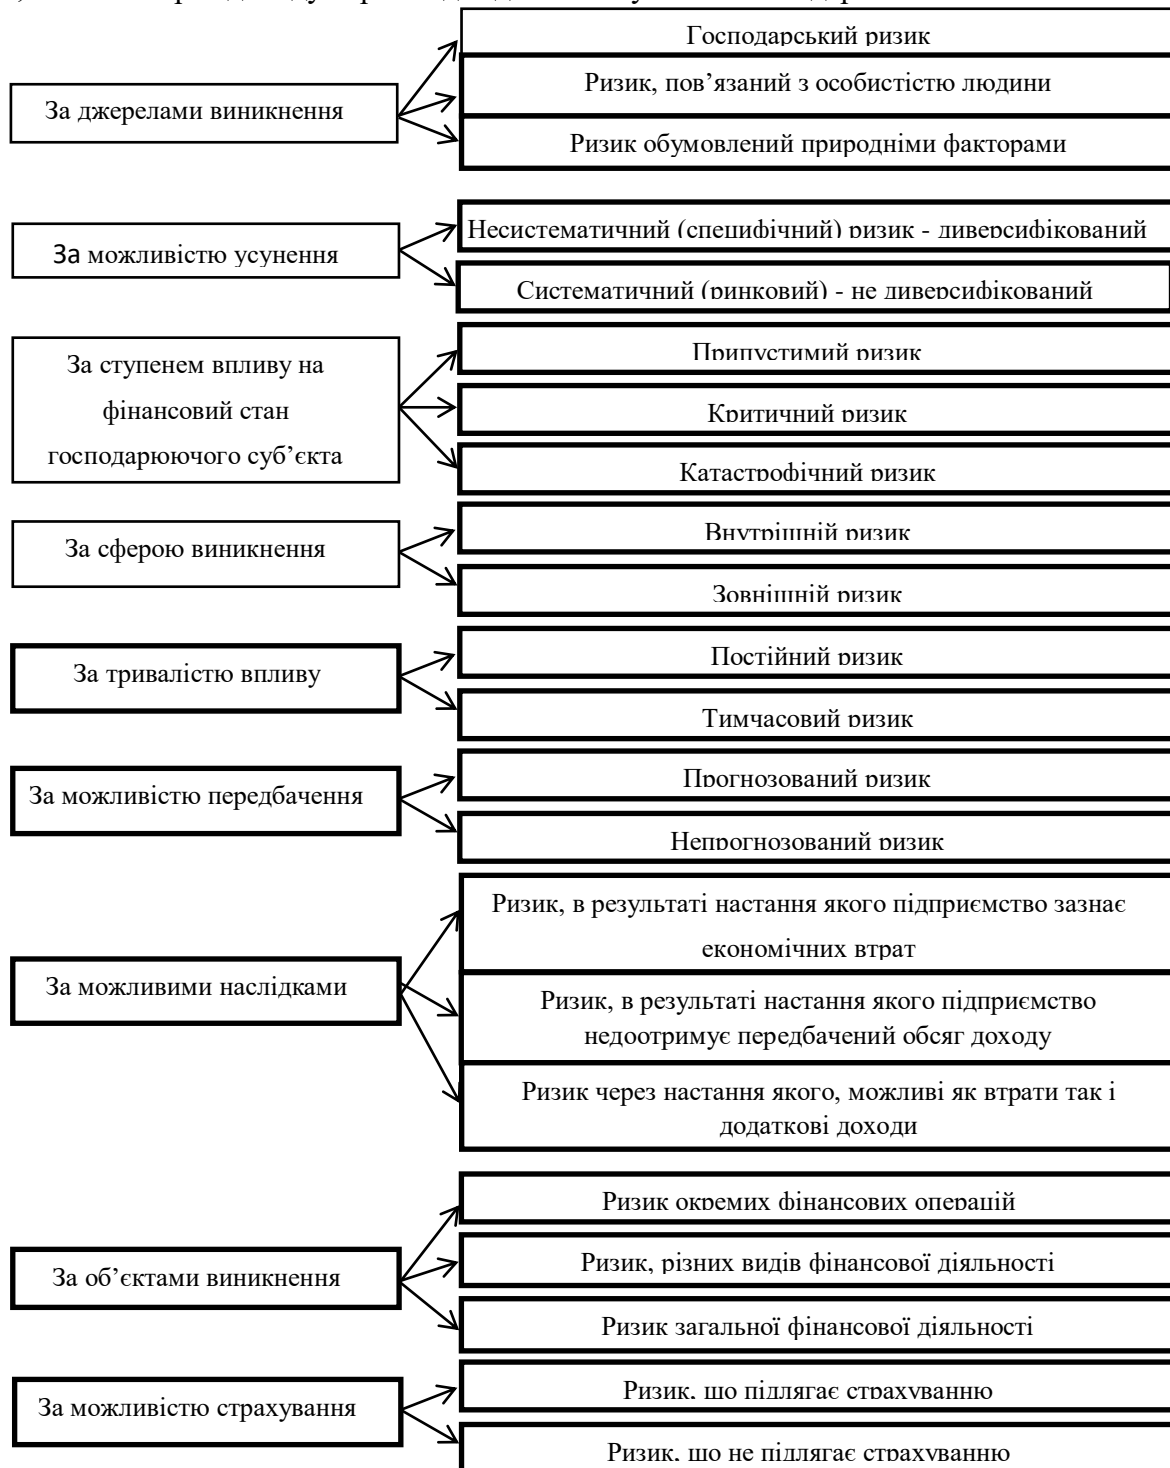 За джерелами виникнення
Господарський ризик
Ризик, пов’язаний з особистістю людини
Ризик обумовлений природніми факторами
За можливістю усунення
Несистематичний (специфічний) ризик - диверсифікований
Систематичний (ринковий) - не диверсифікований
За ступенем впливу на
фінансовий стан
господарюючого суб’єкта
Припустимий ризик
Критичний ризик
Катастрофічний ризик
За сферою виникнення
Внутрішній ризик
Зовнішній ризик
За тривалістю впливу
Постійний ризик
Тимчасовий ризик
За можливістю передбачення
Прогнозований ризик
Непрогнозований ризик
За можливими наслідками
Ризик, в результаті настання якого підприємство зазнає
економічних втрат
Ризик, в результаті настання якого підприємство
недоотримує передбачений обсяг доходу
Ризик через настання якого, можливі як втрати так і
додаткові доходи
За об’єктами виникнення
Ризик окремих фінансових операцій
Ризик, різних видів фінансової діяльності
Ризик загальної фінансової діяльності
За можливістю страхування
Ризик, що підлягає страхуванню
Ризик, що не підлягає страхуванню